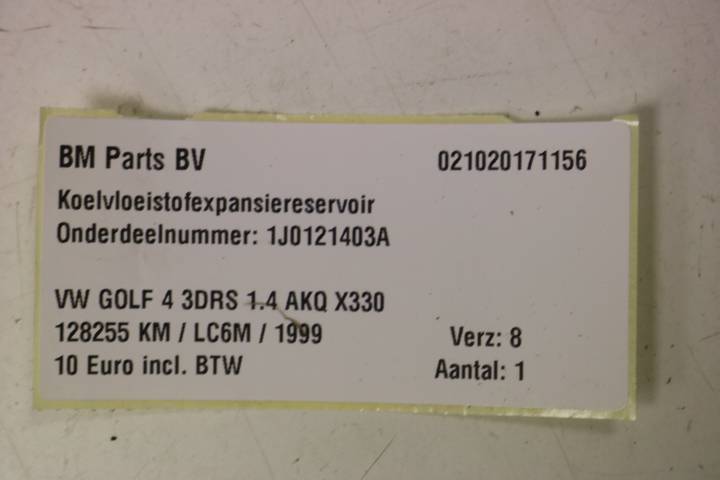 BM Parts BV 021020171156
Koelvloeistofexpansiereservoir
Onderdeelnummer: 1J0121403A
VW GOLF 4 3DRS 1.4 AKQ X330
128255 KM / LC6M / 1999 Verz: 8
10 Euro incl. BTW Aantal: 1